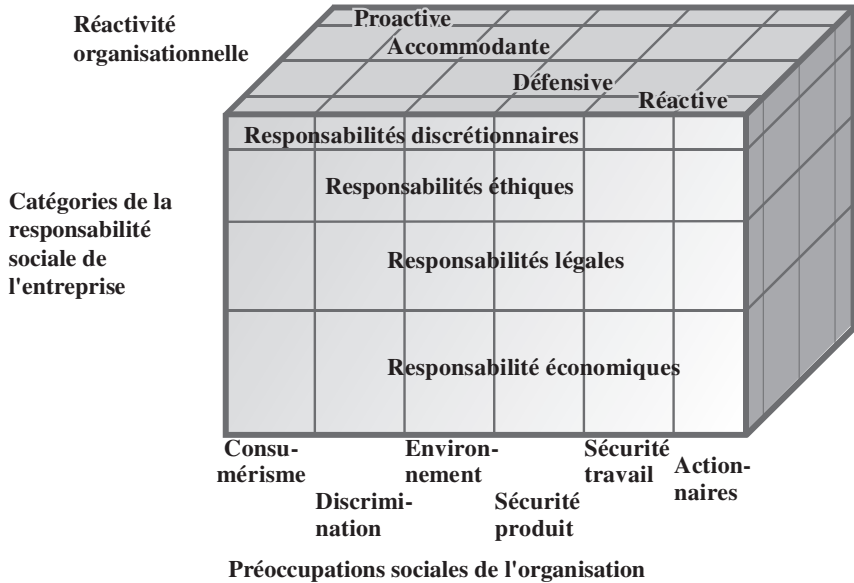 Réactivité
organisationnelle
Proactive
Accommodante
Défensive
Réactive
Catégories de la
responsabilité
sociale de
l'entreprise
Responsabilités discrétionnaires
Responsabilités éthiques
Responsabilités légales
Responsabilité économiques
Consu-
mérisme
Discrimi-
nation
Environ-
nement
Sécurité
produit
Sécurité
travail
Action-
naires
Préoccupations sociales de l'organisation